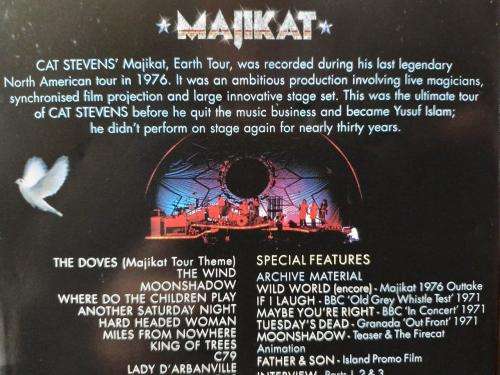 MAJIKAT
CAT STEVENS' Majikat, Earth Tour, was recorded during his last legendary
North American tour in 1976. It was an ambitious production involving live magicians,
synchronised film projection and large innovative stage set. This was the ultimate tour
of CAT STEVENS before he quit the music business and became Yusuf Islam;
he didn't perform on stage again for nearly thirty years.
THE DOVES (Majikat Tour Theme)
THE WIND
MOONSHADOW
WHERE DO THE CHILDREN PLAY
ANOTHER SATURDAY NIGHT
HARD HEADED WOMAN
MILES FROM NOWHERE
KING OF TREES
C79
LADY D'ARBANVILLE
SPECIAL FEATURES
ARCHIVE MATERIAL
WILD WORLD (encore) - Majikat 1976 Outtake
IF I LAUGH - BBC 'Old Grey Whistle Test' 1971
MAYBE YOU'RE RIGHT - BBC 'In Concert' 1971
TUESDAY'S DEAD - Granada 'Out Front' 1971
MOONSHADOW - Teaser & The Firecat
Animation
FATHER & SON - Island Promo Film
INTERVIEW - Parts 1, 2 & 3